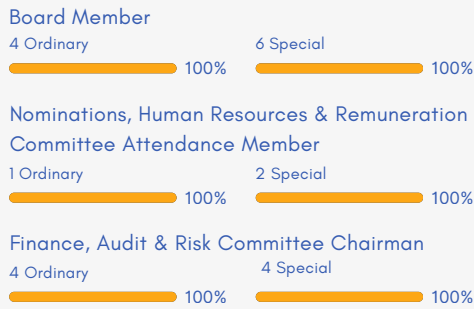 Board Member
4 Ordinary 6 Special
100% 100%
Nominations, Human Resources & Remuneration
Committee Attendance Member
1 Ordinary 2 Special
100% 100%
Finance, Audit & Risk Committee Chairman
4 Ordinary 4 Special
100% 100%